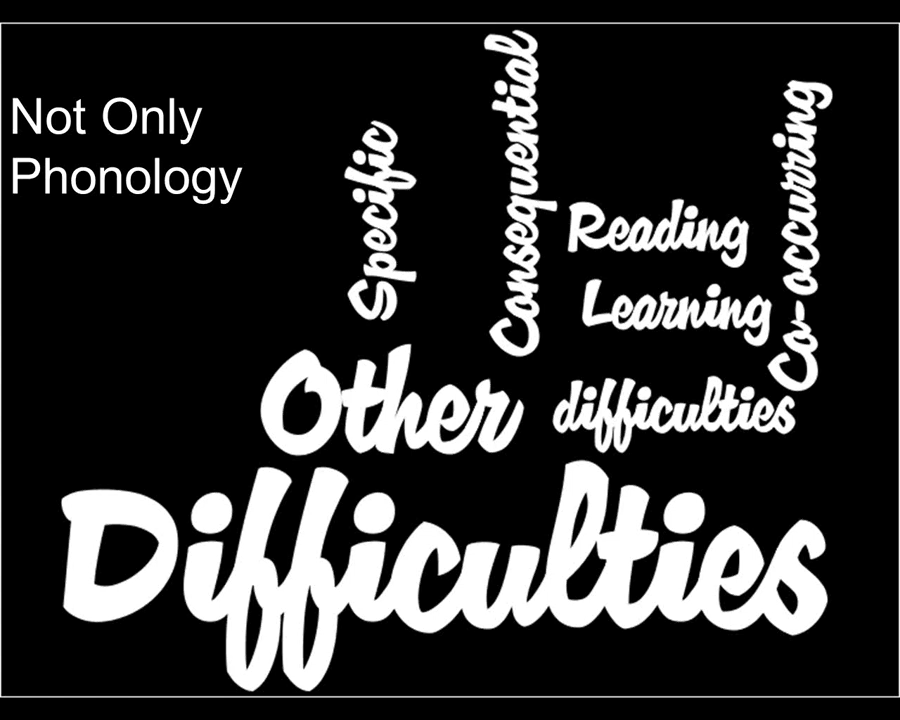 Not Only
Phonology
Specific
Consequential
Reading
Learning
Co-occurring
Other
difficulties
Difficulties